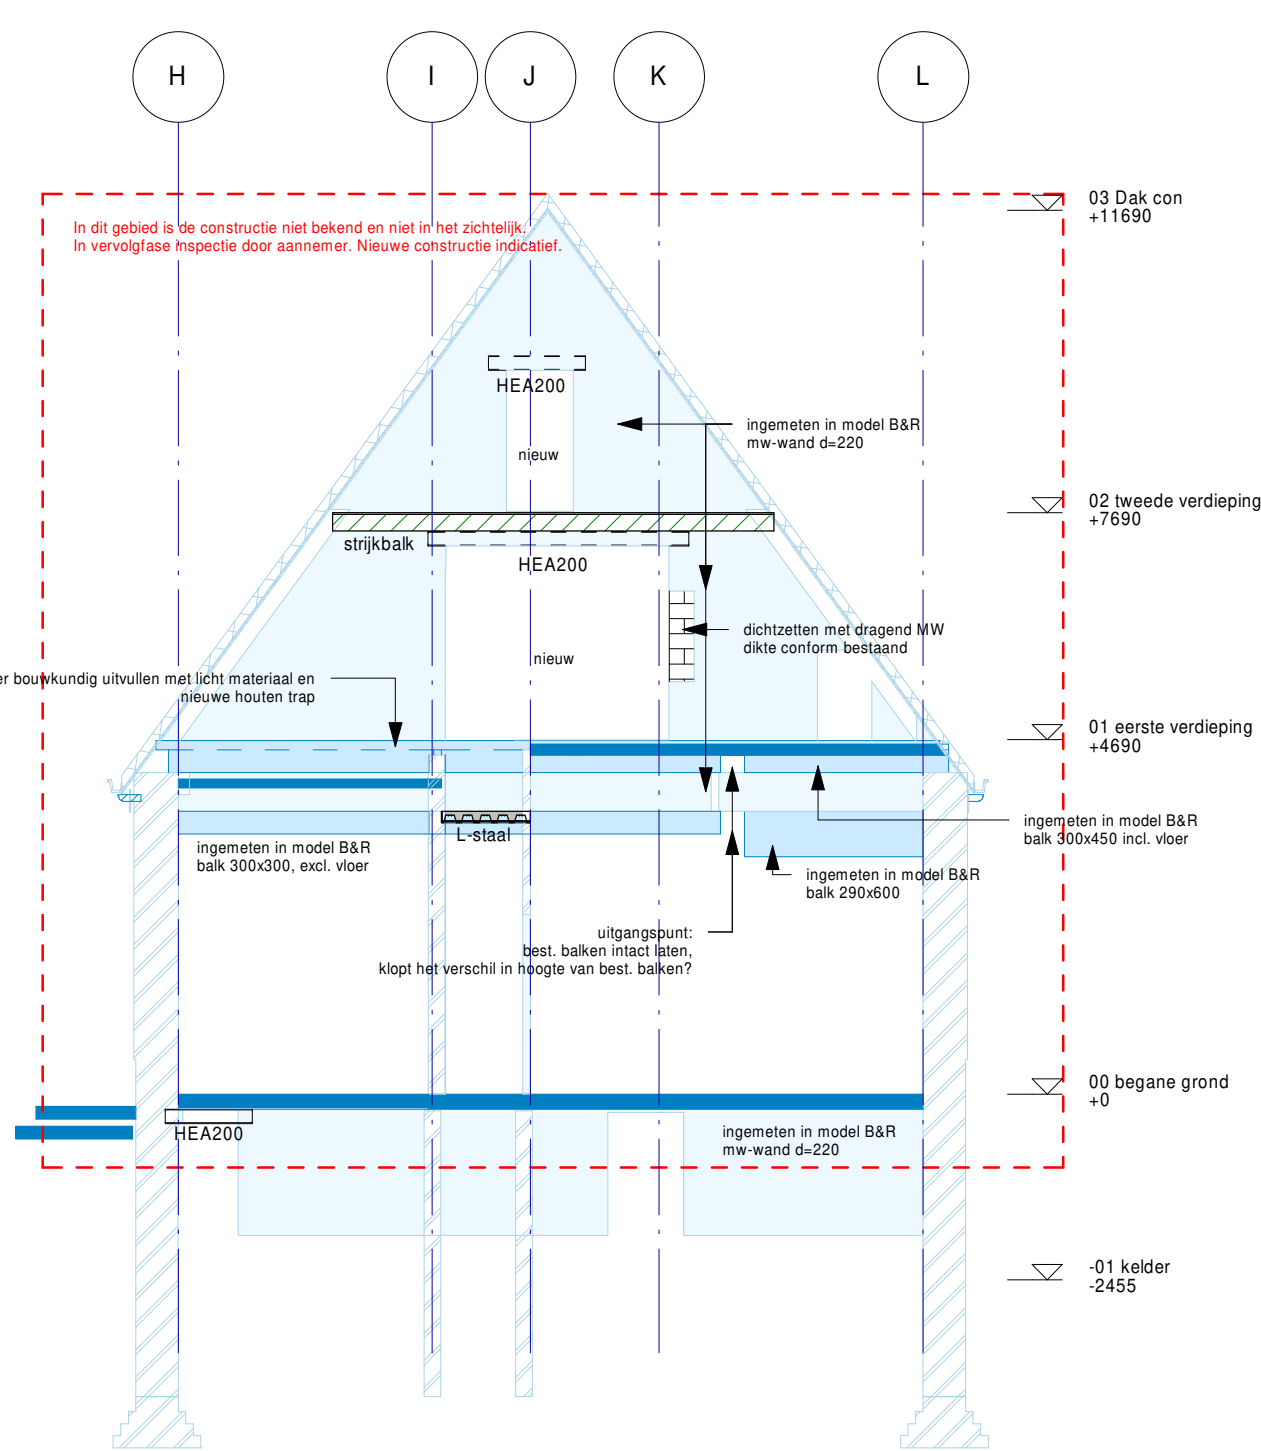 H
I
J
K
L
03 Dak con
+11690
In dit gebied is de constructie niet bekend en niet in het zichtelijk.
In vervolgfase inspectie door aannemer. Nieuwe constructie indicatief.
HEA200
ingemeten in model B&R
mw-wand d=220
nieuw
02 tweede verdieping
+7690
strijkbalk
HEA200
dichtzetten met dragend MW
dikte conform bestaand
nieuw
er bouwkundig uitvullen met licht materiaal en
nieuwe houten trap
01 eerste verdieping
+4690
L-staal
ingemeten in model B&R
balk 300x450 incl. vloer
ingemeten in model B&R
balk 300x300, excl. vloer
ingemeten in model B&R
balk 290x600
uitgangspunt:
best. balken intact laten,
klopt het verschil in hoogte van best. balken?
00 begane grond
+0
HEA200
ingemeten in model B&R
mw-wand d=220
-01 kelder
-2455